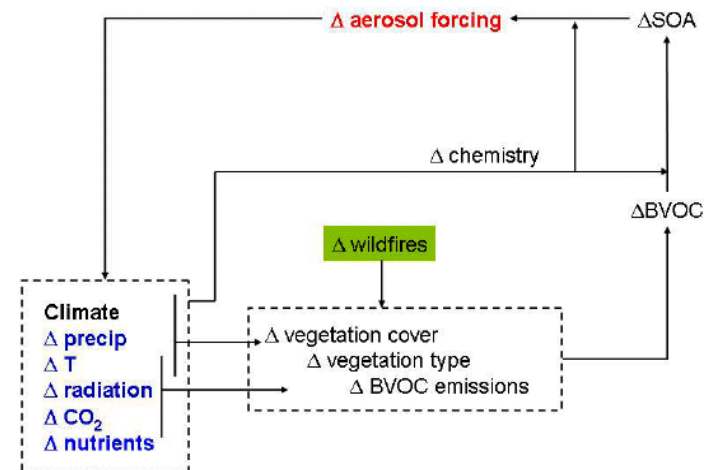 Δ aerosol forcing
ΔSOA
Δ chemistry
ΔBVOC
Δ wildfires
Climate
Δ precip
Δ T
Δ radiation
Δ CO₂
Δ nutrients
Δ vegetation cover
Δ vegetation type
Δ BVOC emissions